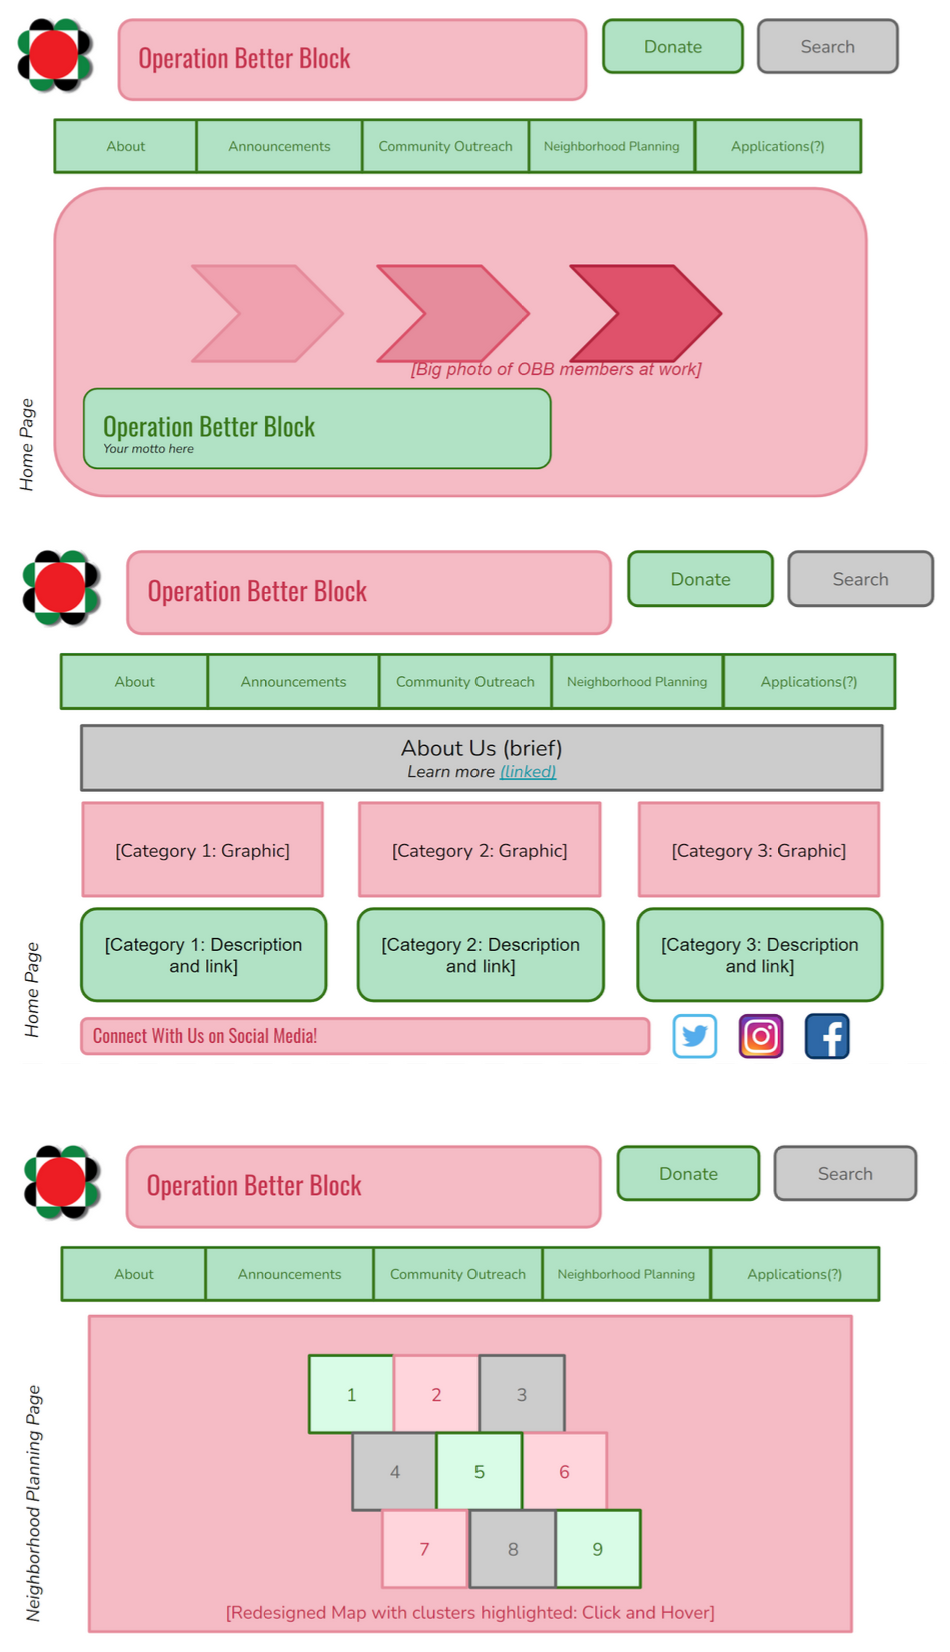 Operation Better Block
Donate
Search
About
Announcements
Community Outreach
Neighborhood Planning
Applications(?)
[Big photo of OBB members at work]
Operation Better Block
Your motto here
Home Page
Operation Better Block
Donate
Search
About
Announcements
Community Outreach
Neighborhood Planning
Applications(?)
About Us (brief)
Learn more (linked)
[Category 1: Graphic]
[Category 2: Graphic]
[Category 3: Graphic]
[Category 1: Description
and link]
[Category 2: Description
and link]
[Category 3: Description
and link]
Home Page
Connect With Us on Social Media!
Operation Better Block
Donate
Search
About
Announcements
Community Outreach
Neighborhood Planning
Applications(?)
1
2
3
4
5
6
7
8
9
[Redesigned Map with clusters highlighted: Click and Hover]
Neighborhood Planning Page